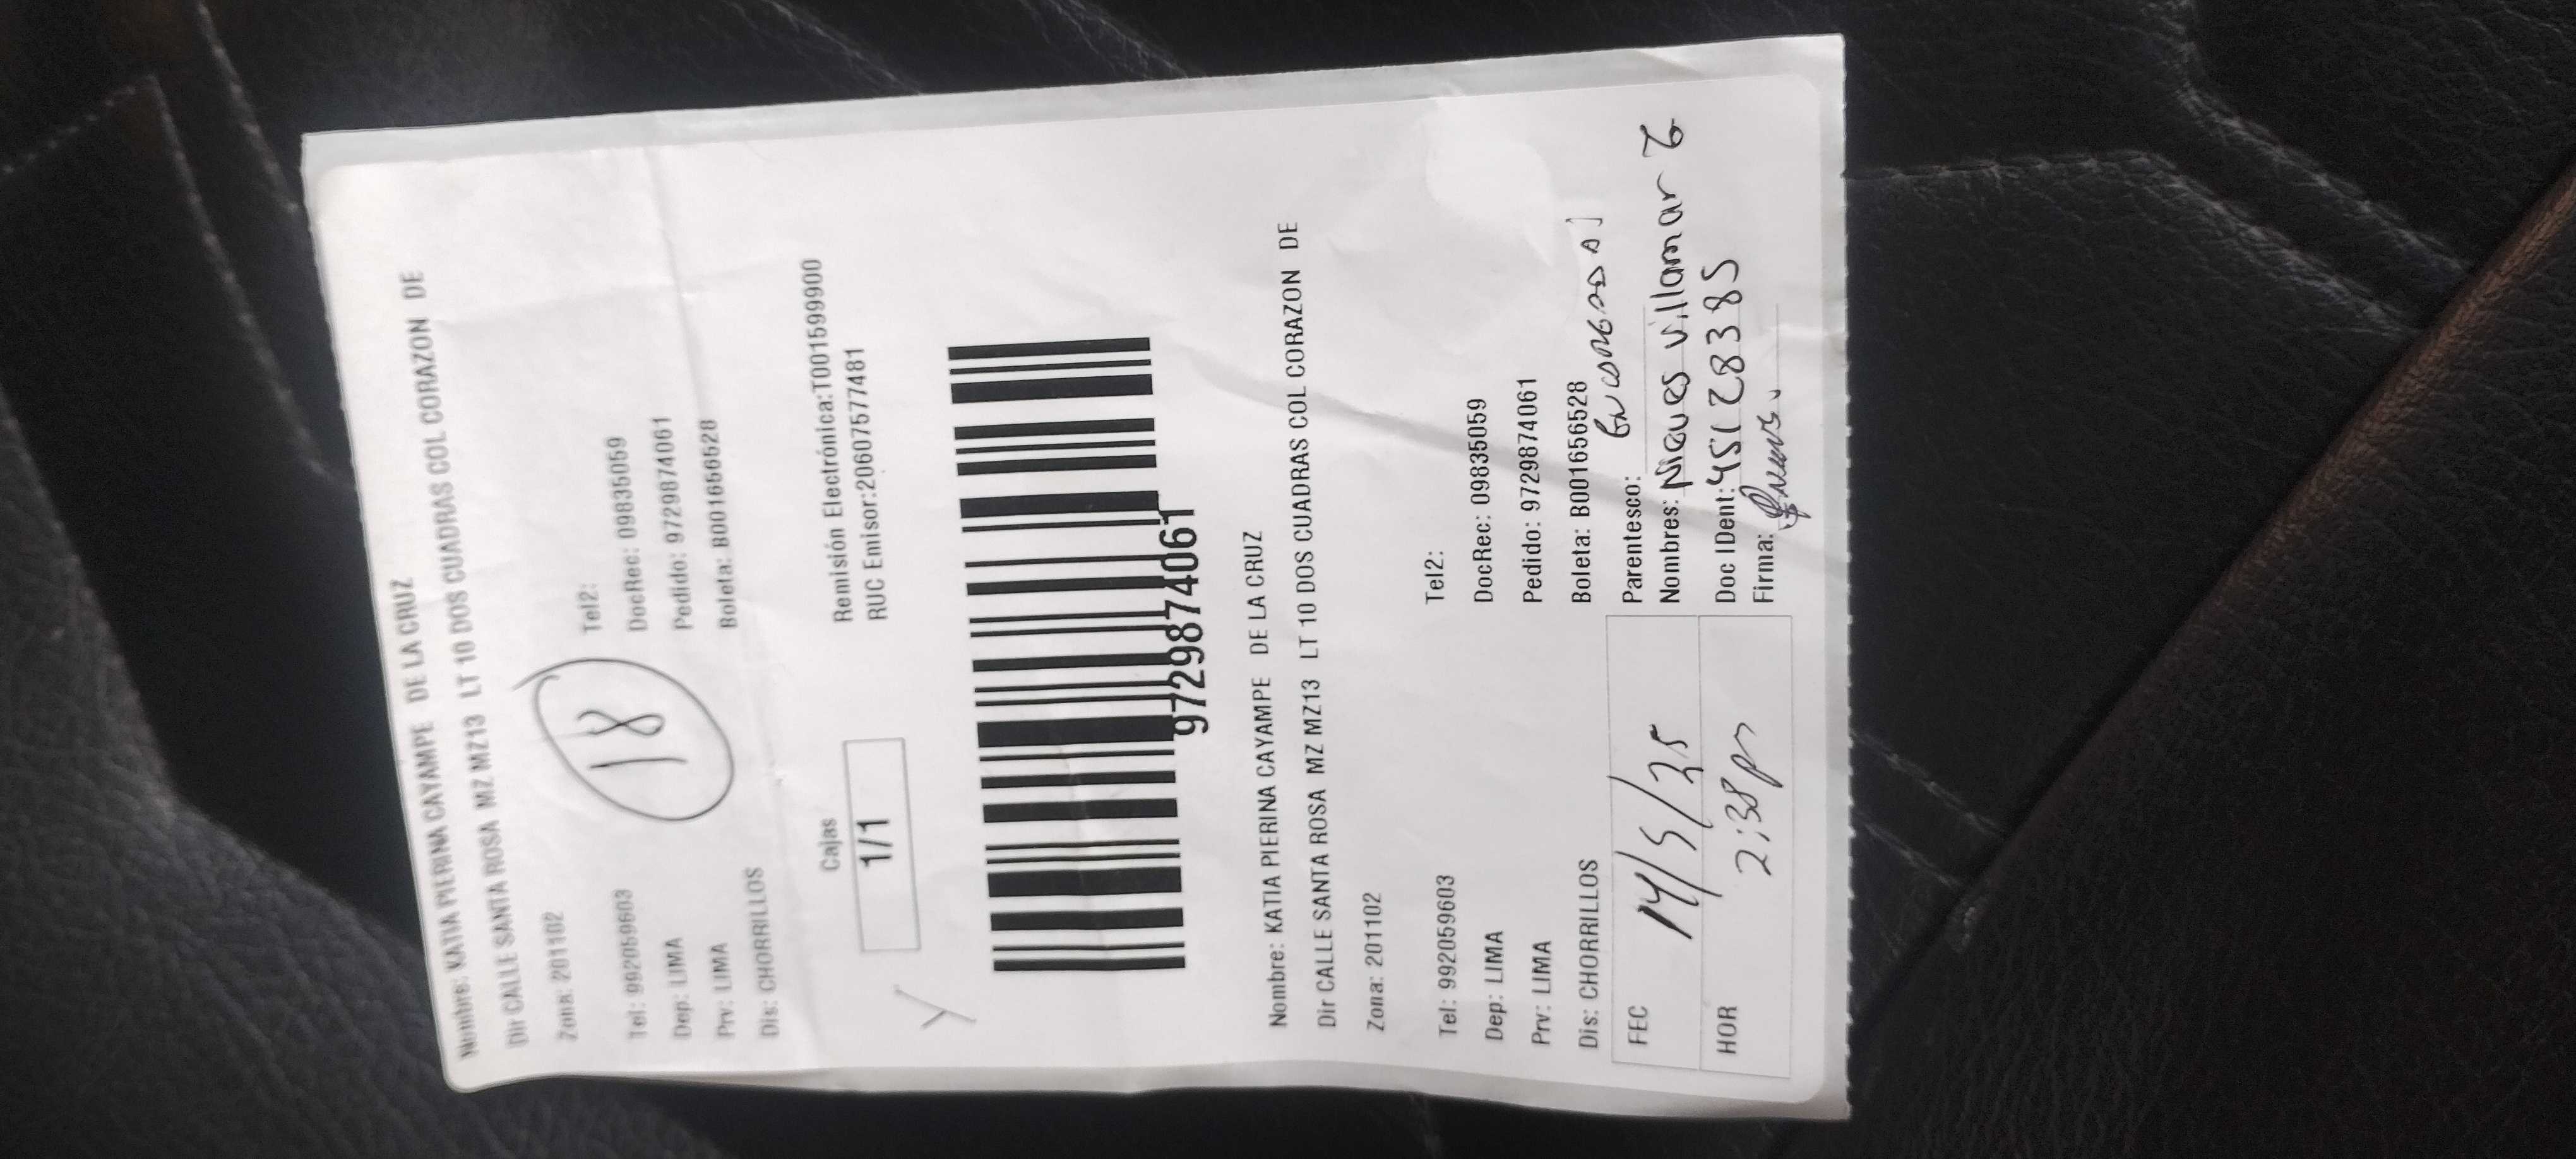 Nombre: KATIA PIERINA CAYAMPE DE LA CRUZ
Dir CALLE SANTA ROSA MZ MZ13 LT 10 DOS CUADRAS COL CORAZON DE
Zona: 201102
18
Tel: 992059603 Tel2:
Dep: LIMA DocRec: 09835059
Prv: LIMA Pedido: 97298740 61
Dis: CHORRILLOS Boleta: B001656528
Cajas
1/1
Remisión Electrónica:T001599900
RUC Emisor:20607577481
Y
97298874061
Nombre: KATIA PIERINA CAYAMPE DE LA CRUZ
Dir CALLE SANTA ROSA MZ MZ13 LT 10 DOS CUADRAS COL CORAZON DE
Zona: 201102
Tel: 992059603 Tel2:
Dep: LIMA DocRec: 09835059
Prv: LIMA Pedido: 97298874061
Dis: CHORRILLOS Boleta: B001656528
FEC 14/5/25
HOR 2:38pm
Parentesco:
Nombres: Nieves villamar
Doc IDent: 45128385
Firma: